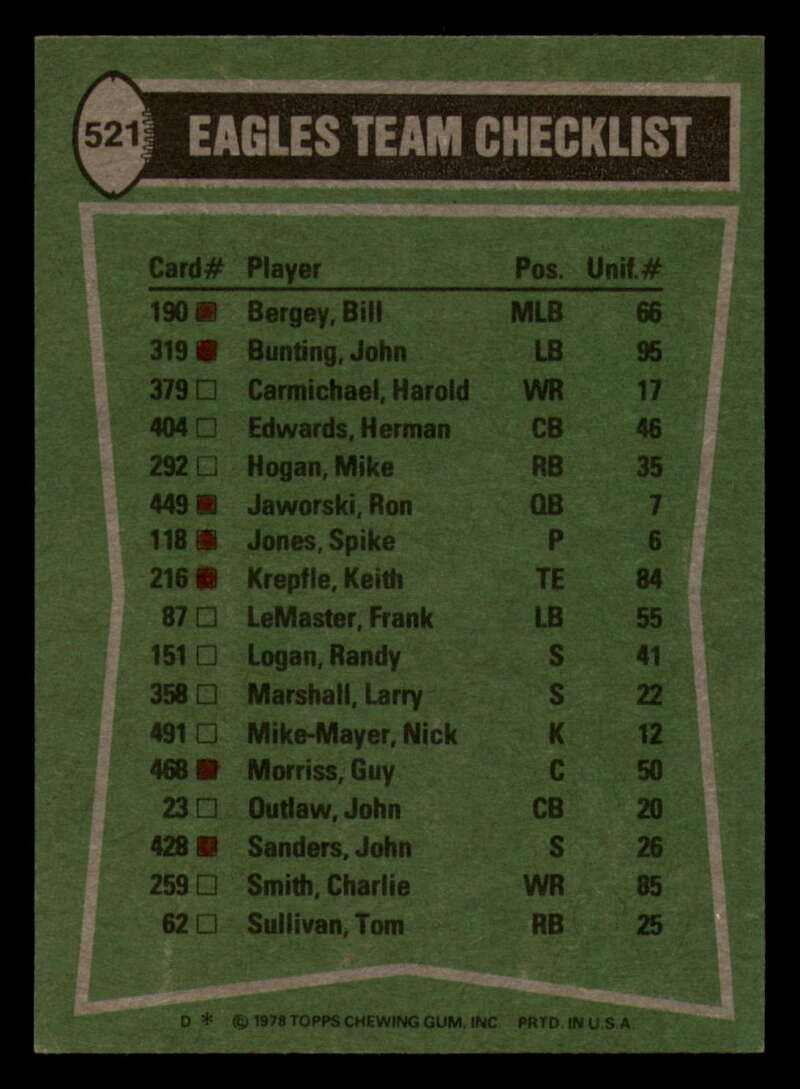 521 EAGLES TEAM CHECKLIST
Card# Player Pos. Unif.#
190 Bergey, Bill MLB 66
319 Bunting, John LB 95
379 Carmichael, Harold WR 17
404 Edwards, Herman CB 46
292 Hogan, Mike RB 35
449 Jaworski, Ron QB 7
118 Jones, Spike P 6
216 Krepfle, Keith TE 84
87 LeMaster, Frank LB 55
151 Logan, Randy S 41
358 Marshall, Larry S 22
491 Mike-Mayer, Nick K 12
468 Morriss, Guy C 50
23 Outlaw, John CB 20
428 Sanders, John S 26
259 Smith, Charlie WR 85
62 Sullivan, Tom RB 25
D * © 1978 TOPPS CHEWING GUM, INC. PRTD. IN U.S.A.